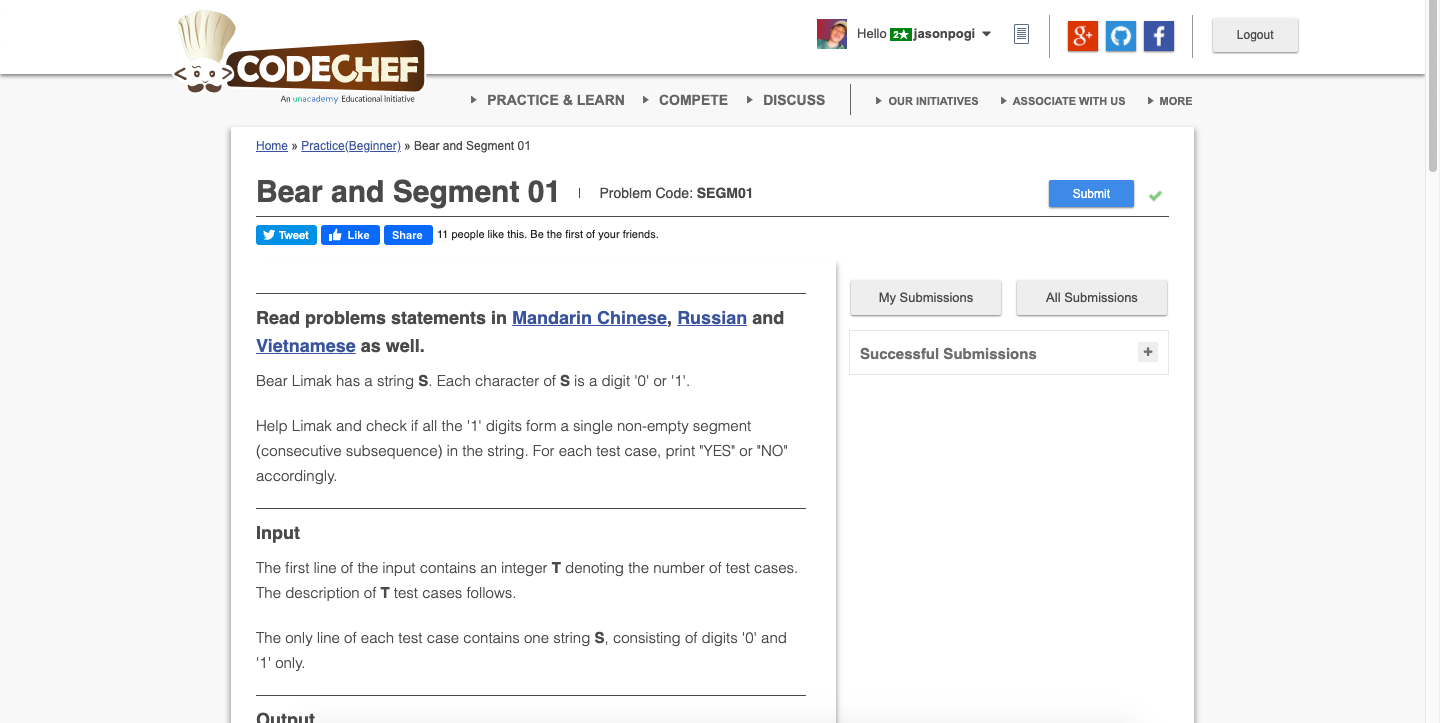 Hello 2★ jasonpogi
Logout
CODECHEF
An unacademy Educational Initiative
PRACTICE & LEARN COMPETE DISCUSS OUR INITIATIVES ASSOCIATE WITH US MORE
Home » Practice(Beginner) » Bear and Segment 01
Bear and Segment 01 | Problem Code: SEGM01
Submit
Tweet Like Share 11 people like this. Be the first of your friends.
My Submissions All Submissions
Successful Submissions +
Read problems statements in Mandarin Chinese, Russian and
Vietnamese as well.
Bear Limak has a string S. Each character of S is a digit '0' or '1'.
Help Limak and check if all the '1' digits form a single non-empty segment
(consecutive subsequence) in the string. For each test case, print "YES" or "NO"
accordingly.
Input
The first line of the input contains an integer T denoting the number of test cases.
The description of T test cases follows.
The only line of each test case contains one string S, consisting of digits '0' and
'1' only.
Output